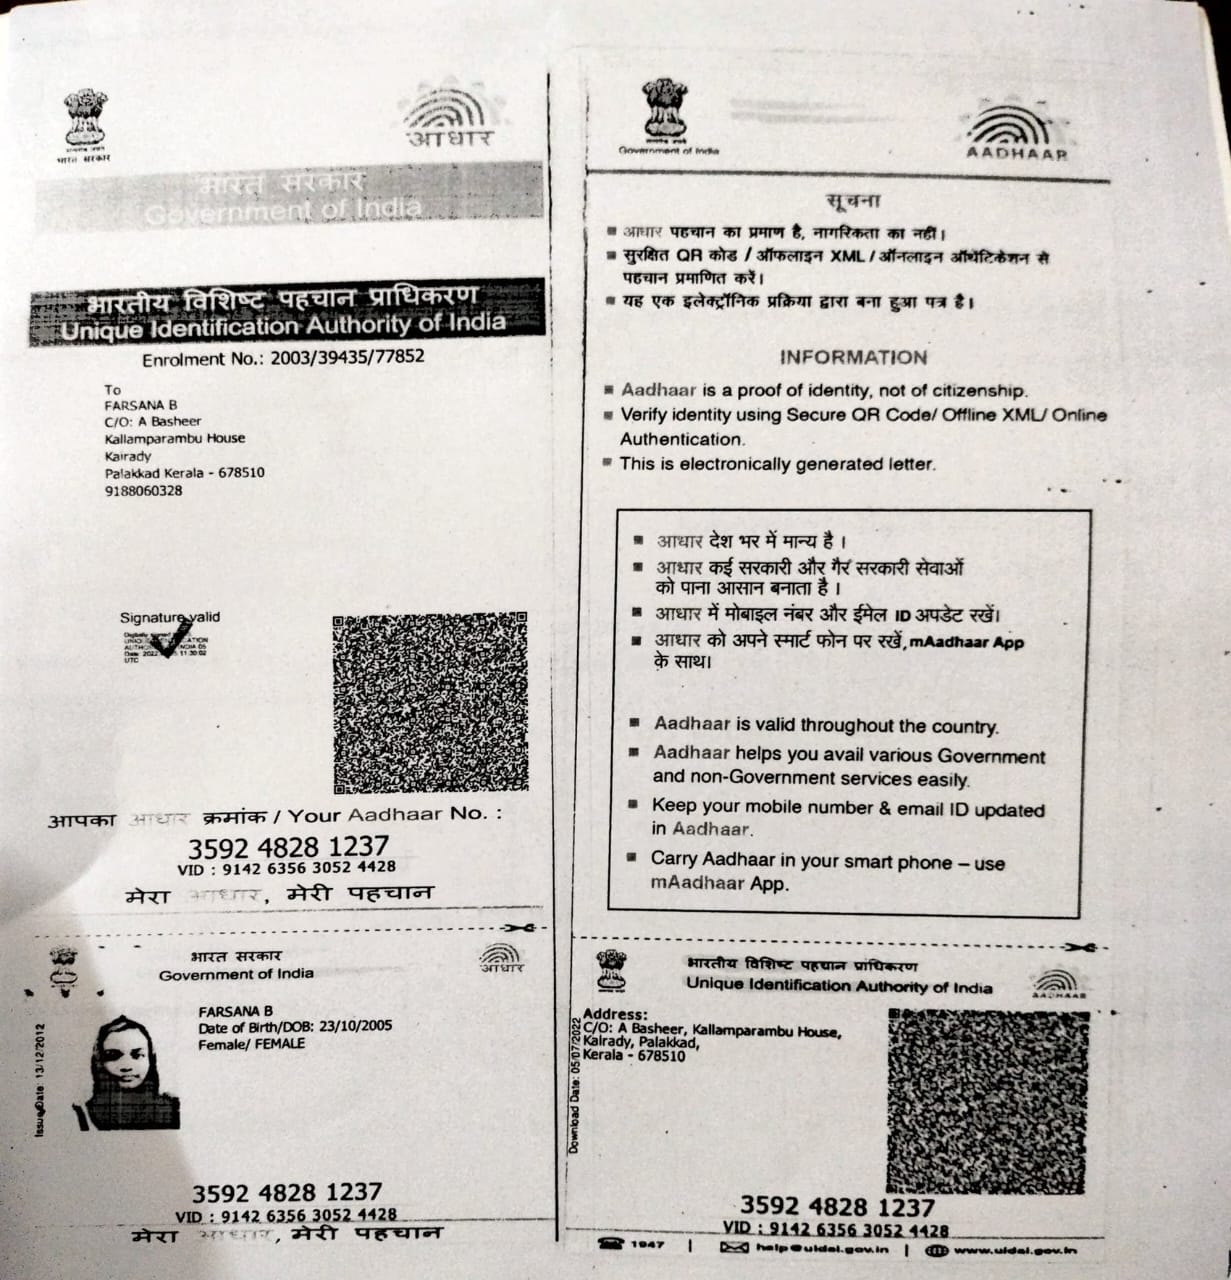 भारत सरकार
आधार
भारत सरकार
Government of India
भारतीय विशिष्ट पहचान प्राधिकरण
Unique Identification Authority of India
Enrolment No.: 2003/39435/77852
To
FARSANA B
C/O: A Basheer
Kallamparambu House
Kairady
Palakkad Kerala - 678510
9188060328
Signature valid
Digitally signed
11:30:02
UTC
आपका आधार क्रमांक / Your Aadhaar No. :
3592 4828 1237
VID : 9142 6356 3052 4428
मेरा आधार, मेरी पहचान
भारत सरकार
Government of India
आधार
Issue Date: 13/12/2012
FARSANA B
Date of Birth/DOB: 23/10/2005
Female/ FEMALE
3592 4828 1237
VID : 9142 6356 3052 4428
मेरा आधार, मेरी पहचान
Government of India
AADHAAR
सूचना
■ आधार पहचान का प्रमाण है, नागरिकता का नहीं।
■ सुरक्षित QR कोड / ऑफलाइन XML / ऑनलाइन ऑथेंटिकेशन से
पहचान प्रमाणित करें।
■ यह एक इलेक्ट्रॉनिक प्रक्रिया द्वारा बना हुआ पत्र है।
INFORMATION
■ Aadhaar is a proof of identity, not of citizenship.
■ Verify identity using Secure QR Code/ Offline XML/ Online
Authentication.
■ This is electronically generated letter.
■ आधार देश भर में मान्य है ।
■ आधार कई सरकारी और गैर सरकारी सेवाओं
को पाना आसान बनाता है ।
■ आधार में मोबाइल नंबर और ईमेल ID अपडेट रखें।
■ आधार को अपने स्मार्ट फोन पर रखें, mAadhaar App
के साथ।
■ Aadhaar is valid throughout the country.
■ Aadhaar helps you avail various Government
and non-Government services easily.
■ Keep your mobile number & email ID updated
in Aadhaar.
■ Carry Aadhaar in your smart phone – use
mAadhaar App.
भारतीय विशिष्ट पहचान प्राधिकरण
Unique Identification Authority of India
AADHAAR
Download Date: 05/07/2022
Address:
C/O: A Basheer, Kallamparambu House,
Kairady, Palakkad,
Kerala - 678510
3592 4828 1237
VID : 9142 6356 3052 4428
1947 | help@uidai.gov.in | www.uidai.gov.in